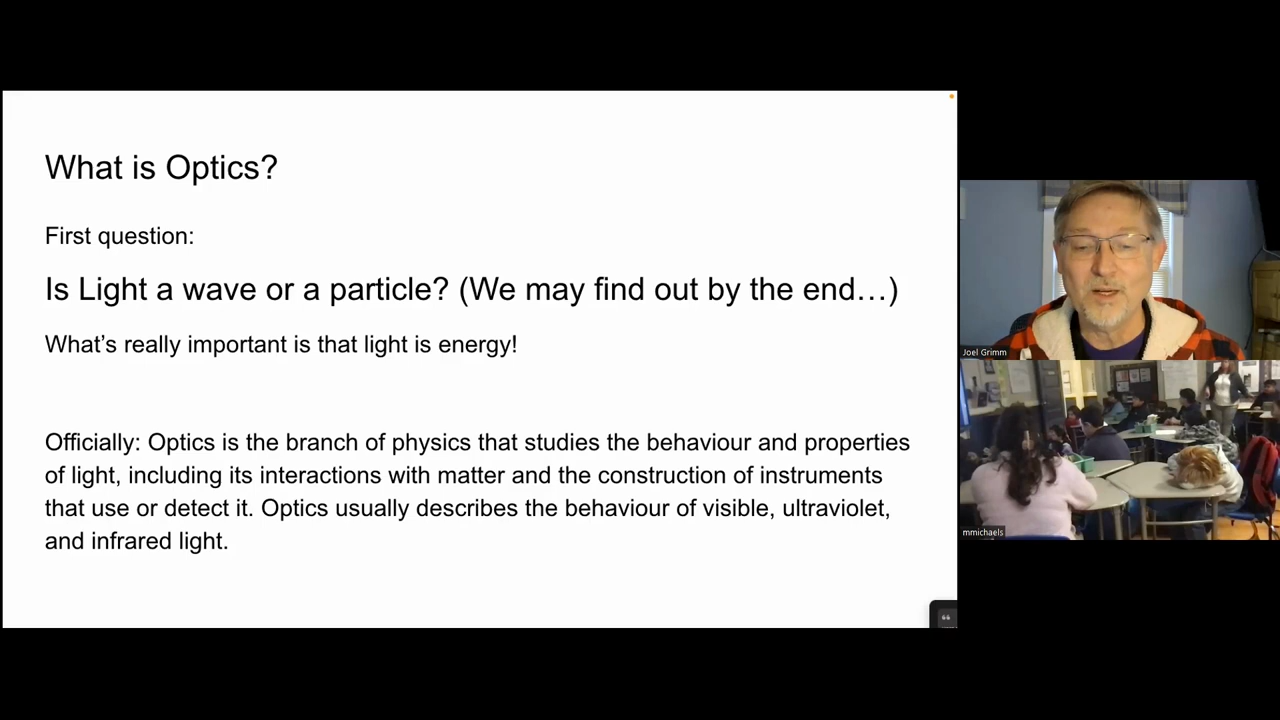 What is Optics?
First question:
Is Light a wave or a particle? (We may find out by the end…)
What’s really important is that light is energy!
Officially: Optics is the branch of physics that studies the behaviour and properties
of light, including its interactions with matter and the construction of instruments
that use or detect it. Optics usually describes the behaviour of visible, ultraviolet,
and infrared light.
Joel Grimm
mmichaels